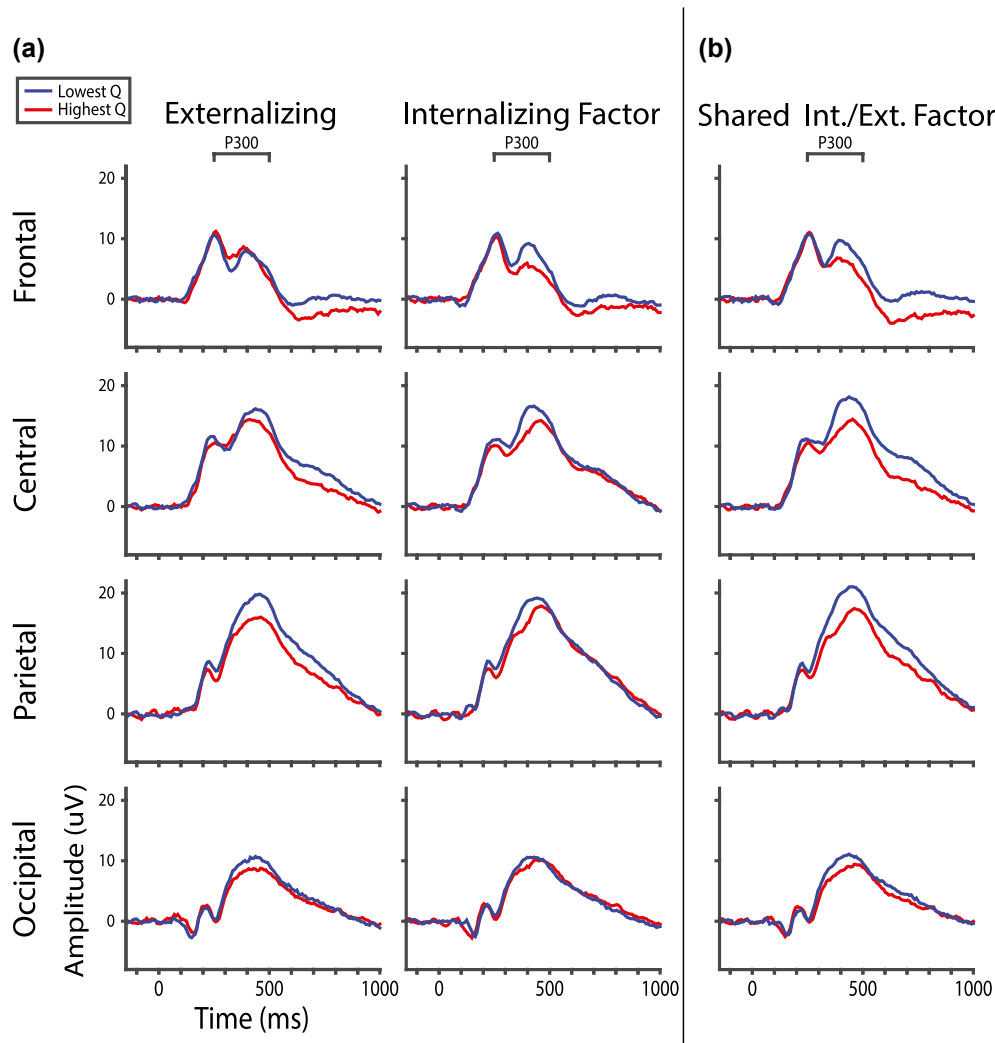 (a)
(b)
Lowest Q
Highest Q
Externalizing
Internalizing Factor
Shared Int./Ext. Factor
P300
P300
P300
Frontal
20
10
0
Central
20
10
0
Parietal
20
10
0
Occipital
Amplitude (uV)
20
10
0
0 500 1000
0 500 1000
0 500 1000
Time (ms)